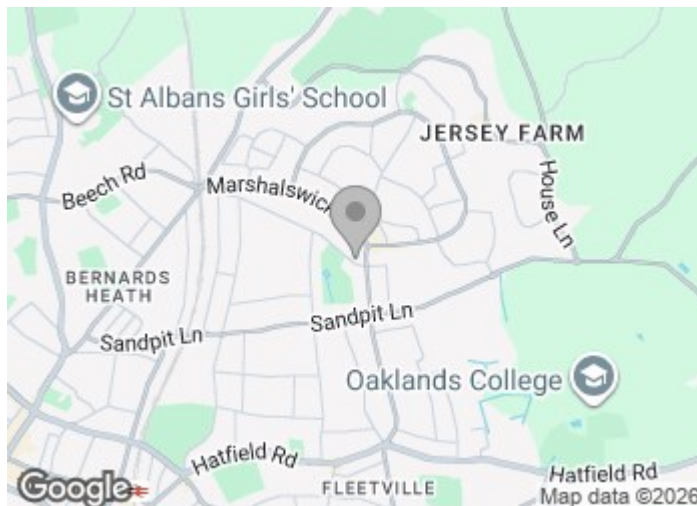 St Albans Girls' School
JERSEY FARM
Beech Rd
Marshalswick
House Ln
BERNARDS
HEATH
Sandpit Ln
Sandpit Ln
Oaklands College
Hatfield Rd
Hatfield Rd
FLEETVILLE
Google
Map data ©2026